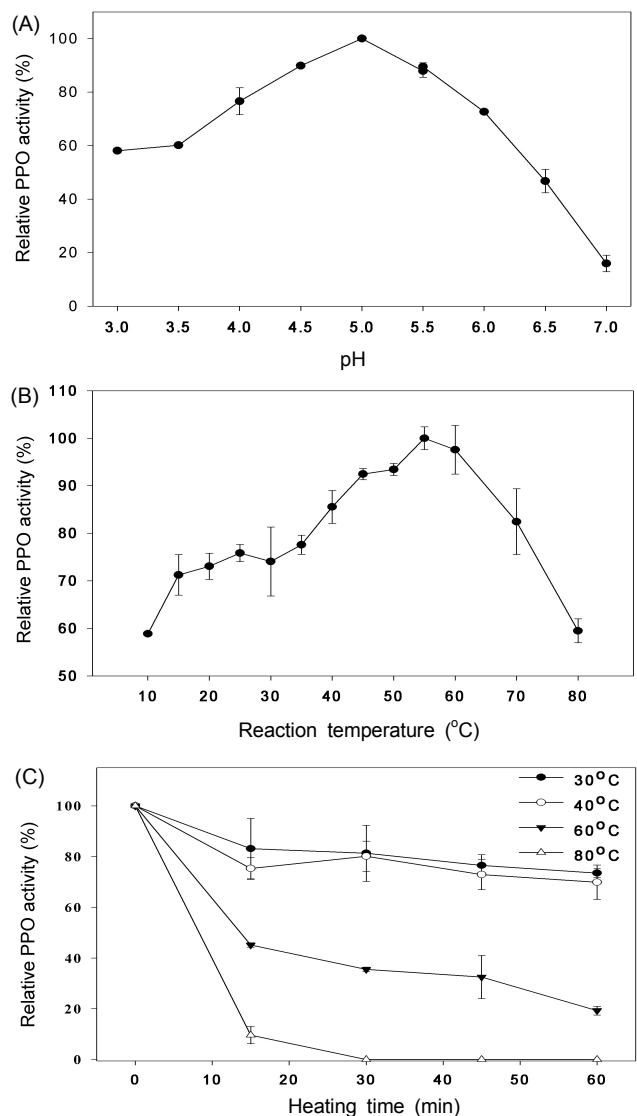 (A)
Relative PPO activity (%)
100
80
60
40
20
0
3.0 3.5 4.0 4.5 5.0 5.5 6.0 6.5 7.0
pH
(B)
Relative PPO activity (%)
110
100
90
80
70
60
50
10 20 30 40 50 60 70 80
Reaction temperature (°C)
(C)
Relative PPO activity (%)
100
80
60
40
20
0
30°C
40°C
60°C
80°C
0 10 20 30 40 50 60
Heating time (min)